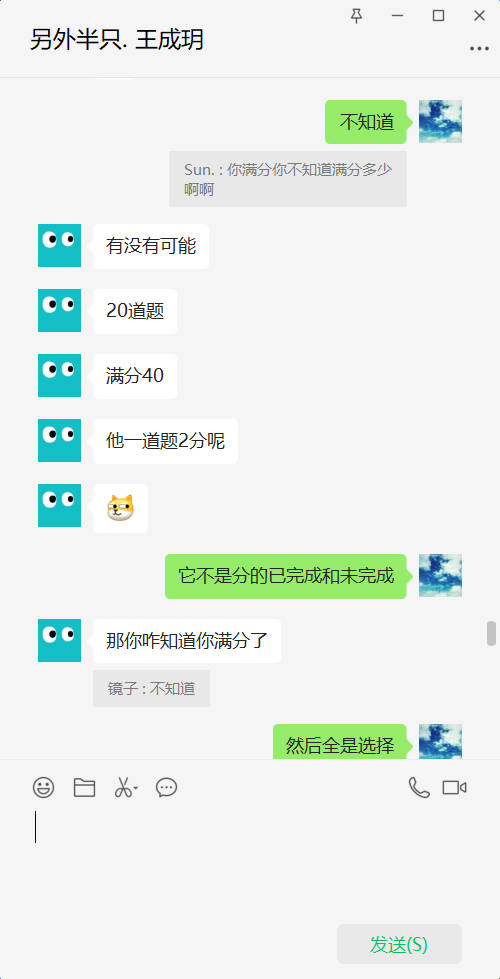 另外半只. 王成玥
不知道
Sun. : 你满分你不知道满分多少
啊啊
有没有可能
20道题
满分40
他一道题2分呢
它不是分的已完成和未完成
那你咋知道你满分了
镜子 : 不知道
然后全是选择
发送(S)